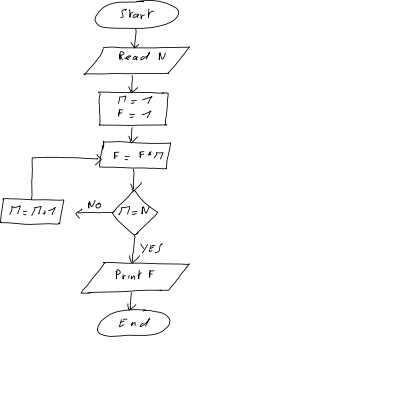 Start
Read N
M = 1
F = 1
F = F*M
NO
M = N
M = M+1
YES
Print F
End